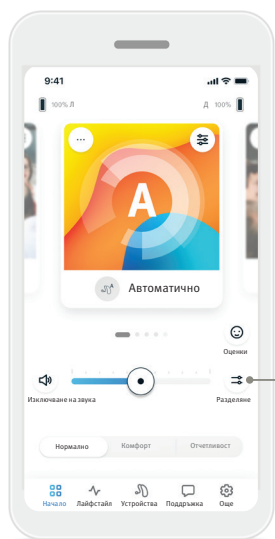 9:41
100% Л
Д 100%
A
A
Автоматично
Оценки
Изключване на звука
Разделяне
Нормално
Комфорт
Отчетливост
Начало
Лайфстайл
Устройства
Поддръжка
Още